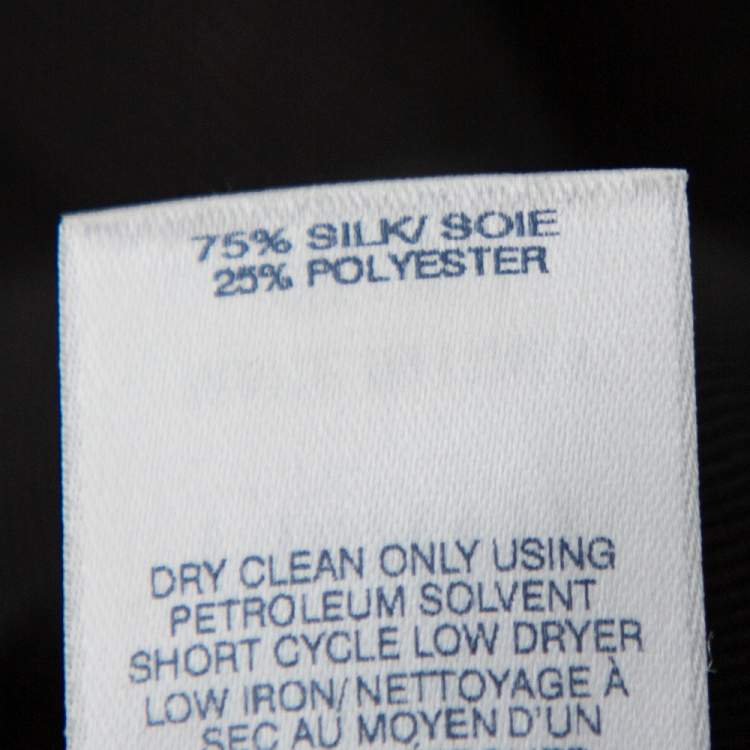 75% SILK/ SOIE
25% POLYESTER
DRY CLEAN ONLY USING
PETROLEUM SOLVENT
SHORT CYCLE LOW DRYER
LOW IRON/NETTOYAGE À
SEC AU MOYEN D'UN